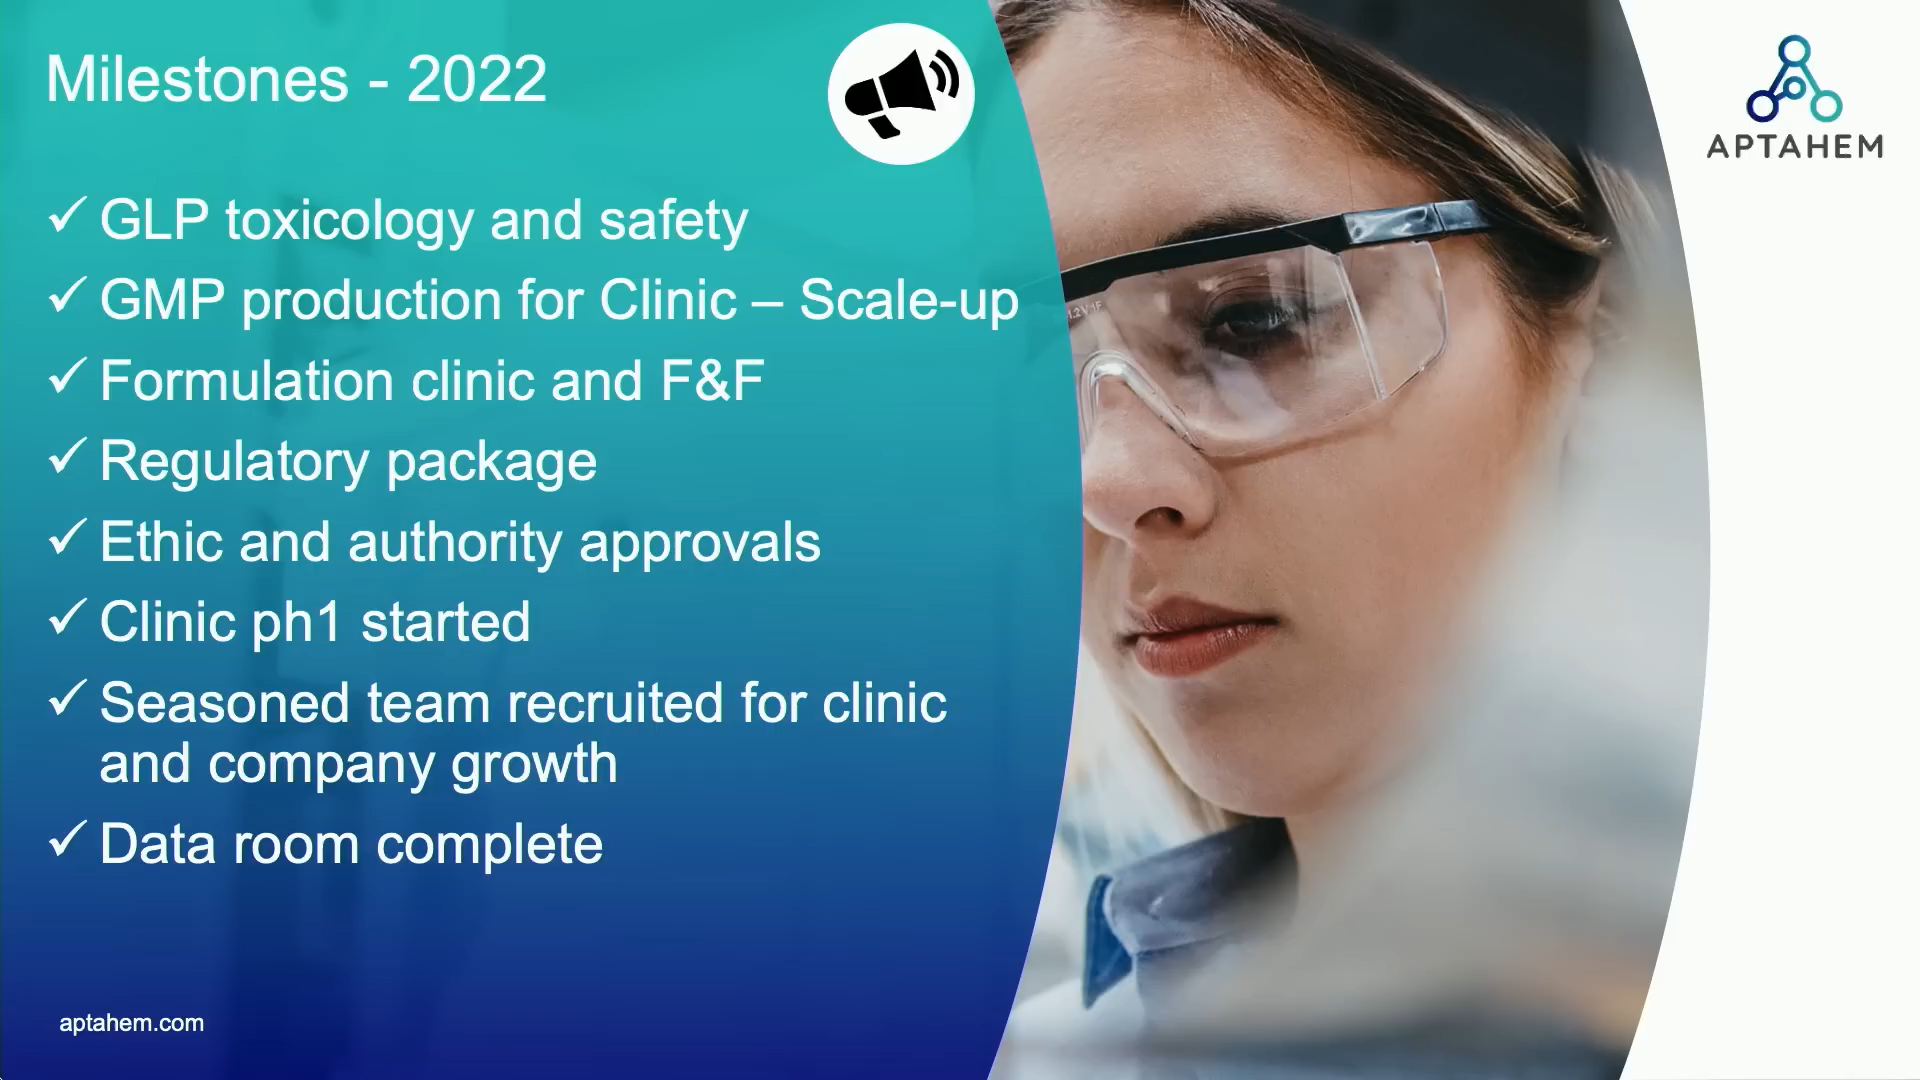 Milestones - 2022
APTAHEM
✓ GLP toxicology and safety
✓ GMP production for Clinic – Scale-up
✓ Formulation clinic and F&F
✓ Regulatory package
✓ Ethic and authority approvals
✓ Clinic ph1 started
✓ Seasoned team recruited for clinic
and company growth
✓ Data room complete
aptahem.com